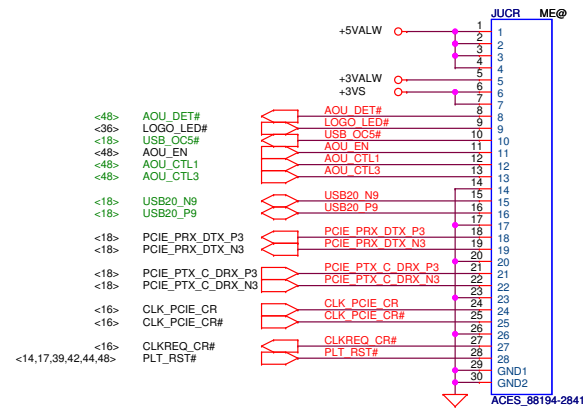 JUCR ME@
+5VALW 1 1
2 2
3 3
4 4
+3VALW 5 5
+3VS 6 6
7 7
<48> AOU_DET# AOU_DET# 8 8
<36> LOGO_LED# LOGO_LED# 9 9
<18> USB_OC5# USB_OC5# 10 10
<48> AOU_EN AOU_EN 11 11
<48> AOU_CTL1 AOU_CTL1 12 12
<48> AOU_CTL3 AOU_CTL3 13 13
14 14
<18> USB20_N9 USB20_N9 15 15
<18> USB20_P9 USB20_P9 16 16
17 17
<18> PCIE_PRX_DTX_P3 PCIE_PRX_DTX_P3 18 18
<18> PCIE_PRX_DTX_N3 PCIE_PRX_DTX_N3 19 19
20 20
<18> PCIE_PTX_C_DRX_P3 PCIE_PTX_C_DRX_P3 21 21
<18> PCIE_PTX_C_DRX_N3 PCIE_PTX_C_DRX_N3 22 22
23 23
<16> CLK_PCIE_CR CLK_PCIE_CR 24 24
<16> CLK_PCIE_CR# CLK_PCIE_CR# 25 25
26 26
<16> CLKREQ_CR# CLKREQ_CR# 27 27
<14,17,39,42,44,48> PLT_RST# PLT_RST# 28 28
29 GND1
30 GND2
ACES_88194-2841